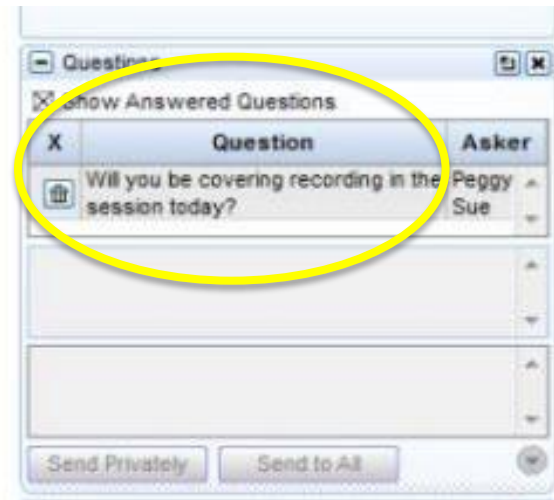 Questions
Show Answered Questions
X Question Asker
Will you be covering recording in the Peggy
session today? Sue
Send Privately Send to All